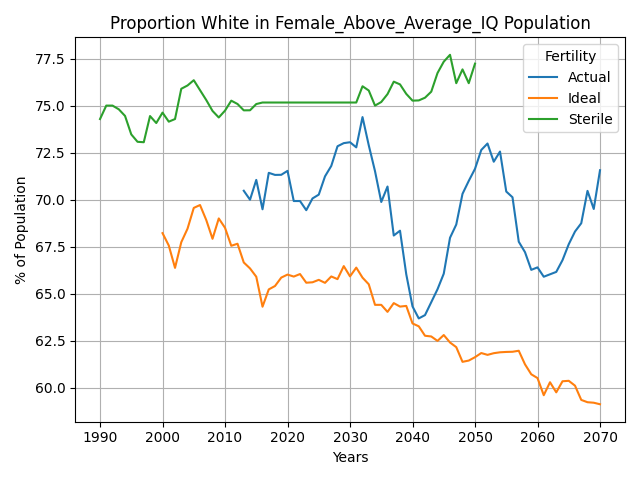 Proportion White in Female_Above_Average_IQ Population
% of Population
77.5
75.0
72.5
70.0
67.5
65.0
62.5
60.0
Fertility
Actual
Ideal
Sterile
1990 2000 2010 2020 2030 2040 2050 2060 2070
Years